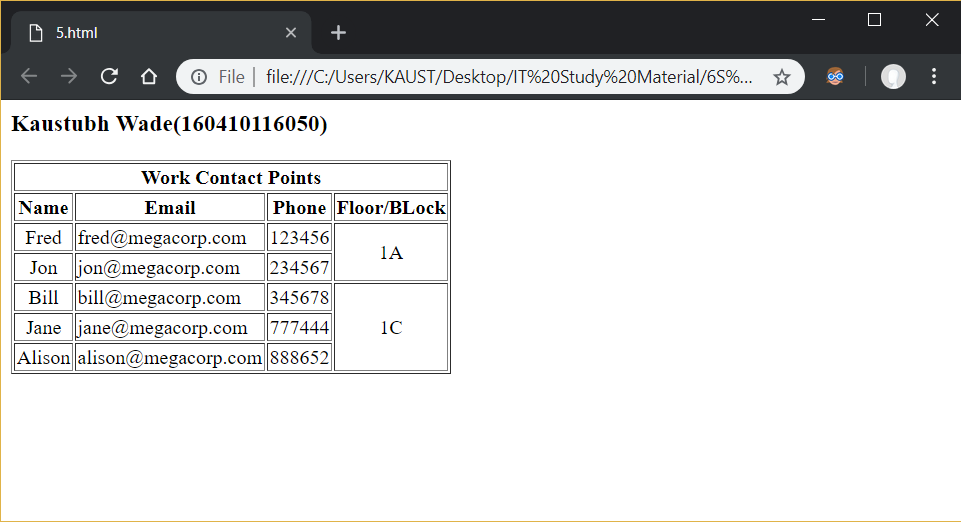 5.html
File | file:///C:/Users/KAUST/Desktop/IT%20Study%20Material/6S%...
Kaustubh Wade(160410116050)
Work Contact Points
Name Email Phone Floor/BLock
Fred fred@megacorp.com 123456 1A
Jon jon@megacorp.com 234567
Bill bill@megacorp.com 345678
Jane jane@megacorp.com 777444 1C
Alison alison@megacorp.com 888652